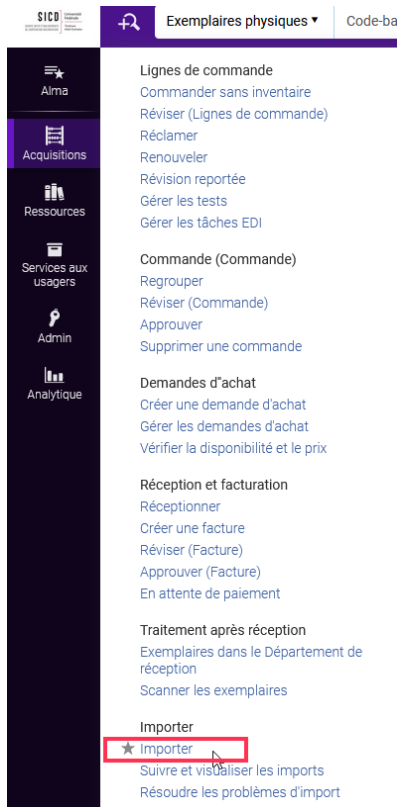 SICD
Exemplaires physiques
Code-ba
Alma
Acquisitions
Ressources
Services aux
usagers
Admin
Analytique
Lignes de commande
Commander sans inventaire
Réviser (Lignes de commande)
Réclamer
Renouveler
Révision reportée
Gérer les tests
Gérer les tâches EDI
Commande (Commande)
Regrouper
Réviser (Commande)
Approuver
Supprimer une commande
Demandes d"achat
Créer une demande d'achat
Gérer les demandes d'achat
Vérifier la disponibilité et le prix
Réception et facturation
Réceptionner
Créer une facture
Réviser (Facture)
Approuver (Facture)
En attente de paiement
Traitement après réception
Exemplaires dans le Département de
réception
Scanner les exemplaires
Importer
Importer
Suivre et visualiser les imports
Résoudre les problèmes d'import